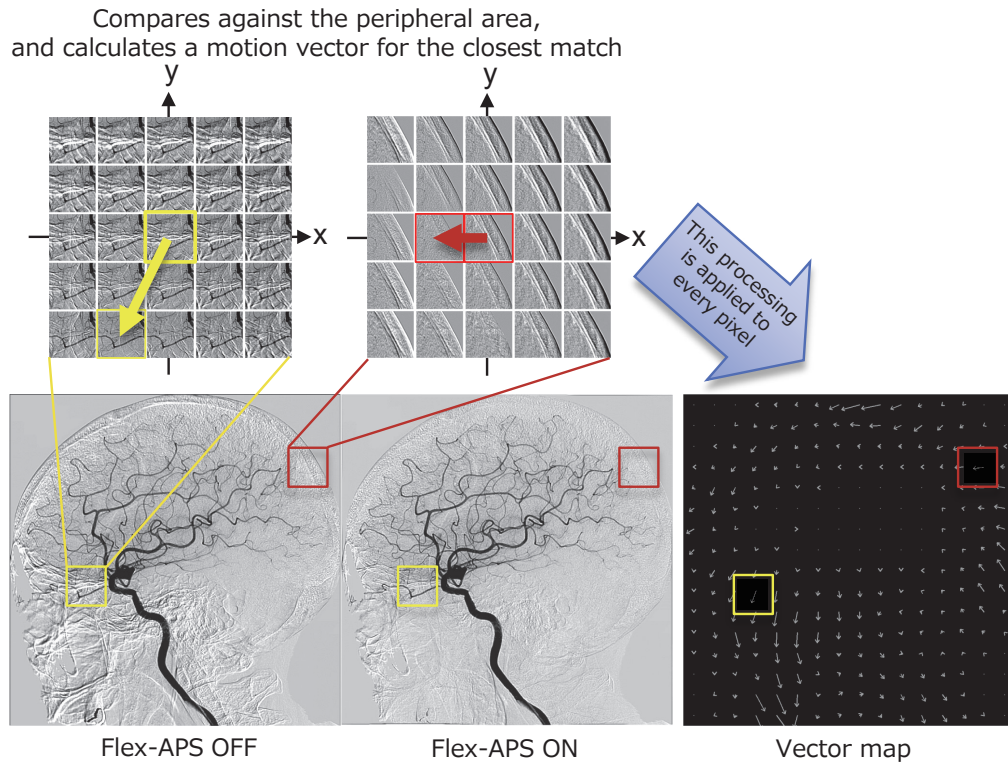 Compares against the peripheral area,
and calculates a motion vector for the closest match
y
y
x
x
This processing
is applied to
every pixel
Flex-APS OFF
Flex-APS ON
Vector map